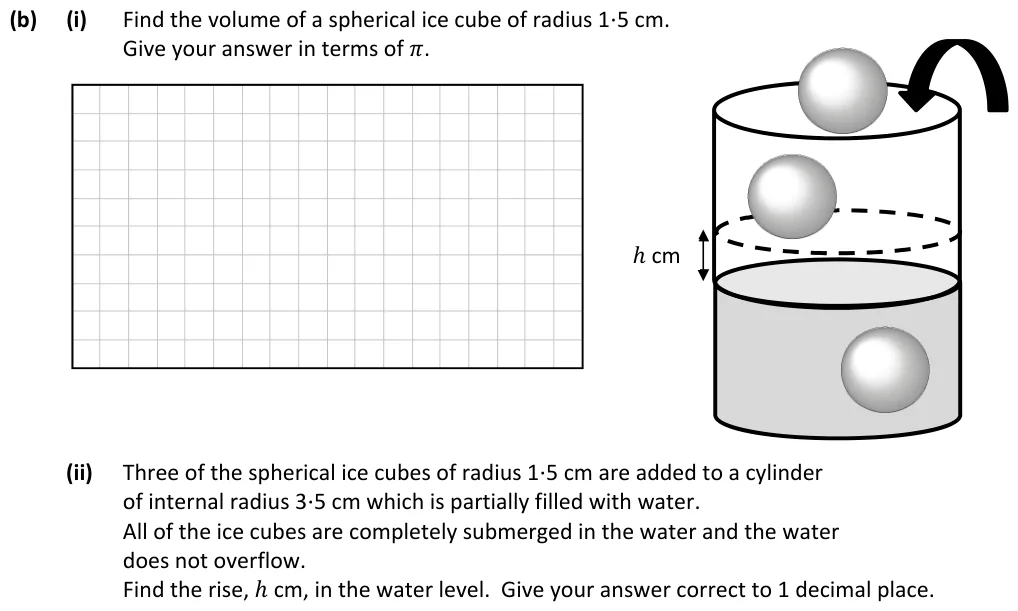 (b) (i) Find the volume of a spherical ice cube of radius 1·5 cm.
Give your answer in terms of π.
h cm
(ii) Three of the spherical ice cubes of radius 1·5 cm are added to a cylinder
of internal radius 3·5 cm which is partially filled with water.
All of the ice cubes are completely submerged in the water and the water
does not overflow.
Find the rise, h cm, in the water level. Give your answer correct to 1 decimal place.